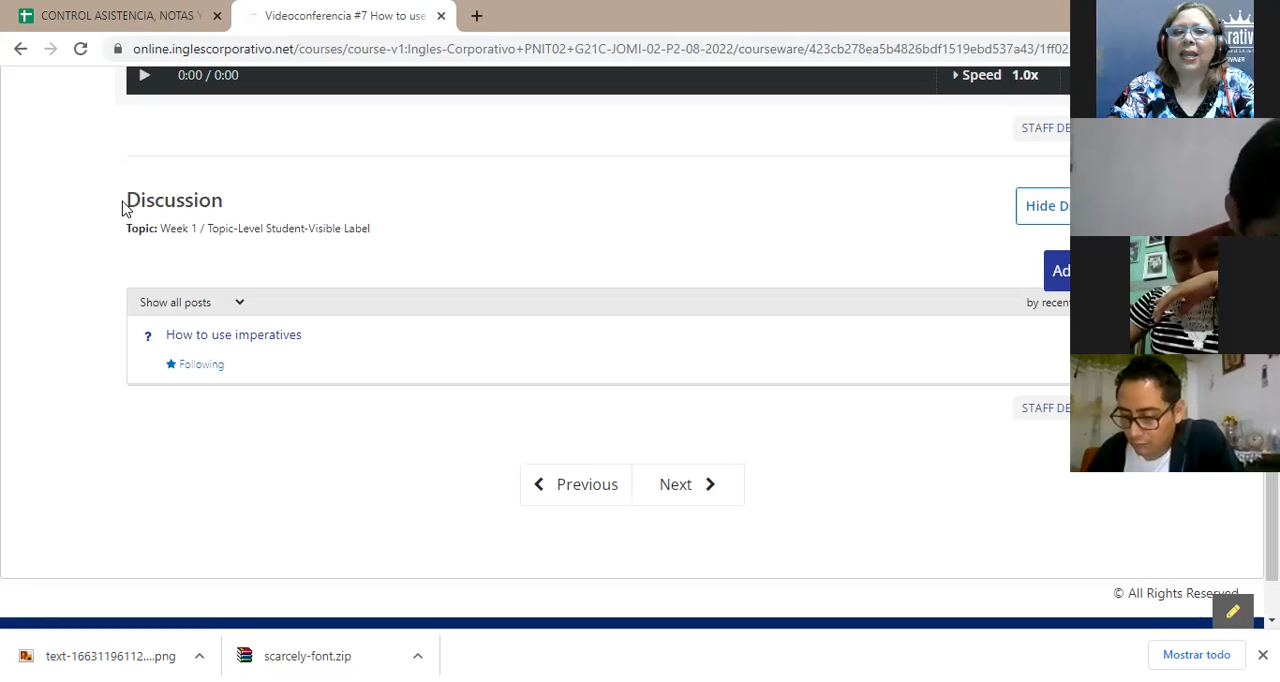 CONTROL ASISTENCIA, NOTAS Y
Videoconferencia #7 How to use
online.inglescorporativo.net/courses/course-v1:Ingles-Corporativo+PNIT02+G21C-JOMI-02-P2-08-2022/courseware/423cb278ea5b4826bdf1519ebd537a43/1ff02
0:00 / 0:00
Speed 1.0x
STAFF DE
Discussion
Hide D
Topic: Week 1 / Topic-Level Student-Visible Label
Ad
Show all posts
by recen
? How to use imperatives
Following
STAFF DE
Previous
Next
© All Rights Reserved
text-16631196112....png
scarcely-font.zip
Mostrar todo